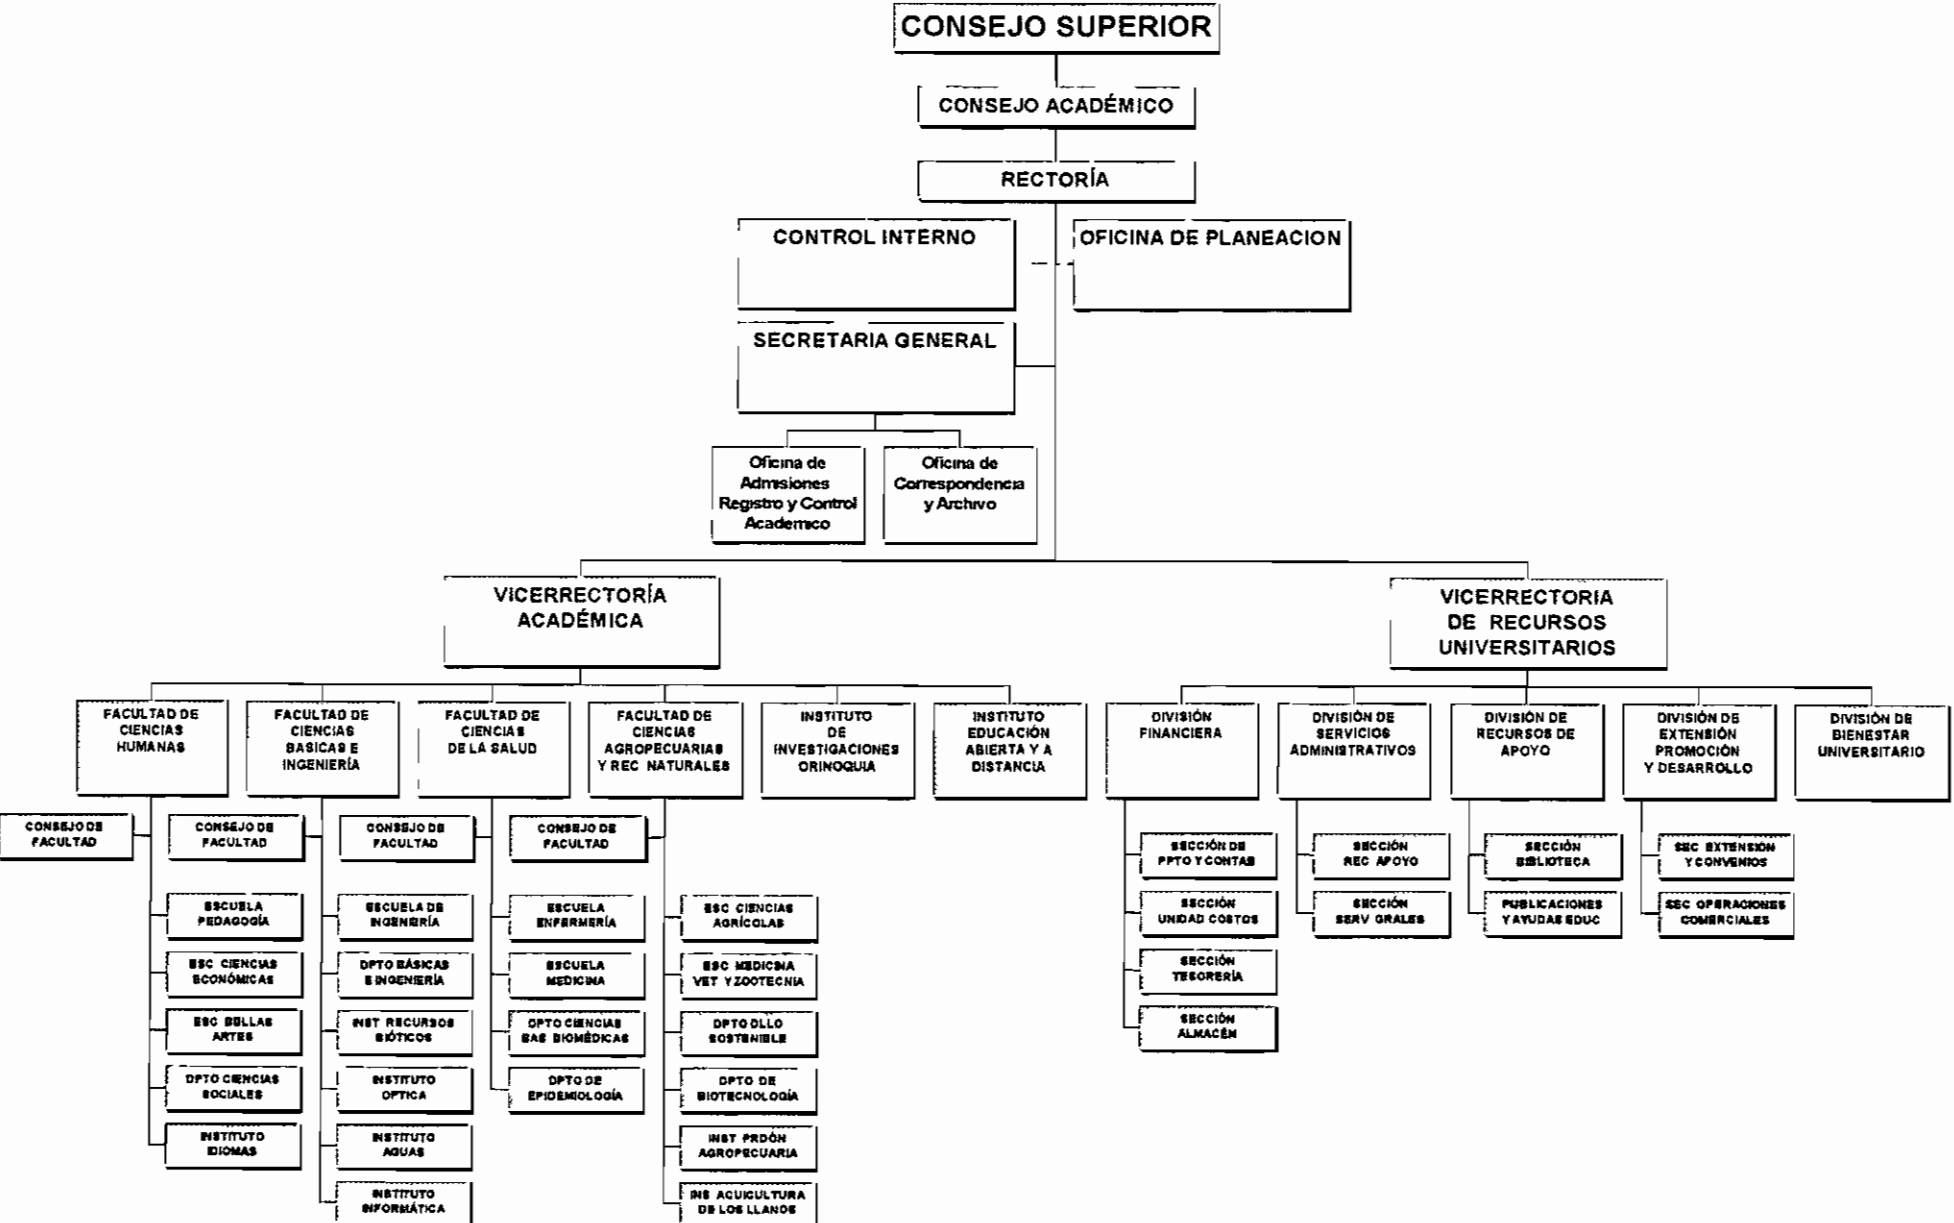 CONSEJO SUPERIOR
CONSEJO ACADÉMICO
RECTORÍA
CONTROL INTERNO
OFICINA DE PLANEACION
SECRETARIA GENERAL
Oficina de
Admisiones
Registro y Control
Academico
Oficina de
Correspondencia
y Archivo
VICERRECTORÍA
ACADÉMICA
VICERRECTORIA
DE RECURSOS
UNIVERSITARIOS
FACULTAD DE
CIENCIAS
HUMANAS
FACULTAD DE
CIENCIAS
BASICAS E
INGENIERÍA
FACULTAD DE
CIENCIAS
DE LA SALUD
FACULTAD DE
CIENCIAS
AGROPECUARIAS
Y REC NATURALES
INSTITUTO
DE
INVESTIGACIONES
ORINOQUIA
INSTITUTO
EDUCACIÓN
ABIERTA Y A
DISTANCIA
DIVISIÓN
FINANCIERA
DIVISIÓN DE
SERVICIOS
ADMINISTRATIVOS
DIVISIÓN DE
RECURSOS DE
APOYO
DIVISIÓN DE
EXTENSIÓN
PROMOCIÓN
Y DESARROLLO
DIVISIÓN DE
BIENESTAR
UNIVERSITARIO
CONSEJO DE
FACULTAD
CONSEJO DE
FACULTAD
CONSEJO DE
FACULTAD
CONSEJO DE
FACULTAD
ESCUELA
PEDAGOGÍA
ESC CIENCIAS
ECONÓMICAS
ESC BELLAS
ARTES
DPTO CIENCIAS
SOCIALES
INSTITUTO
IDIOMAS
ESCUELA DE
INGENIERÍA
DPTO BÁSICAS
E INGENIERÍA
INST RECURSOS
BIÓTICOS
INSTITUTO
OPTICA
INSTITUTO
AGUAS
INSTITUTO
INFORMÁTICA
ESCUELA
ENFERMERÍA
ESCUELA
MEDICINA
DPTO CIENCIAS
BAS BIOMÉDICAS
DPTO DE
EPIDEMIOLOGÍA
ESC CIENCIAS
AGRÍCOLAS
ESC MEDICINA
VET Y ZOOTECNIA
DPTO DLLO
SOSTENIBLE
DPTO DE
BIOTECNOLOGÍA
INST PRDÓN
AGROPECUARIA
INS ACUICULTURA
DE LOS LLANOS
SECCIÓN DE
PPTO Y CONTAB
SECCIÓN
UNIDAD COSTOS
SECCIÓN
TESORERÍA
SECCIÓN
ALMACÉN
SECCIÓN
REC APOYO
SECCIÓN
SERV GRALES
SECCIÓN
BIBLIOTECA
PUBLICACIONES
Y AYUDAS EDUC
SEC EXTENSIÓN
Y CONVENIOS
SEC OPERACIONES
COMERCIALES